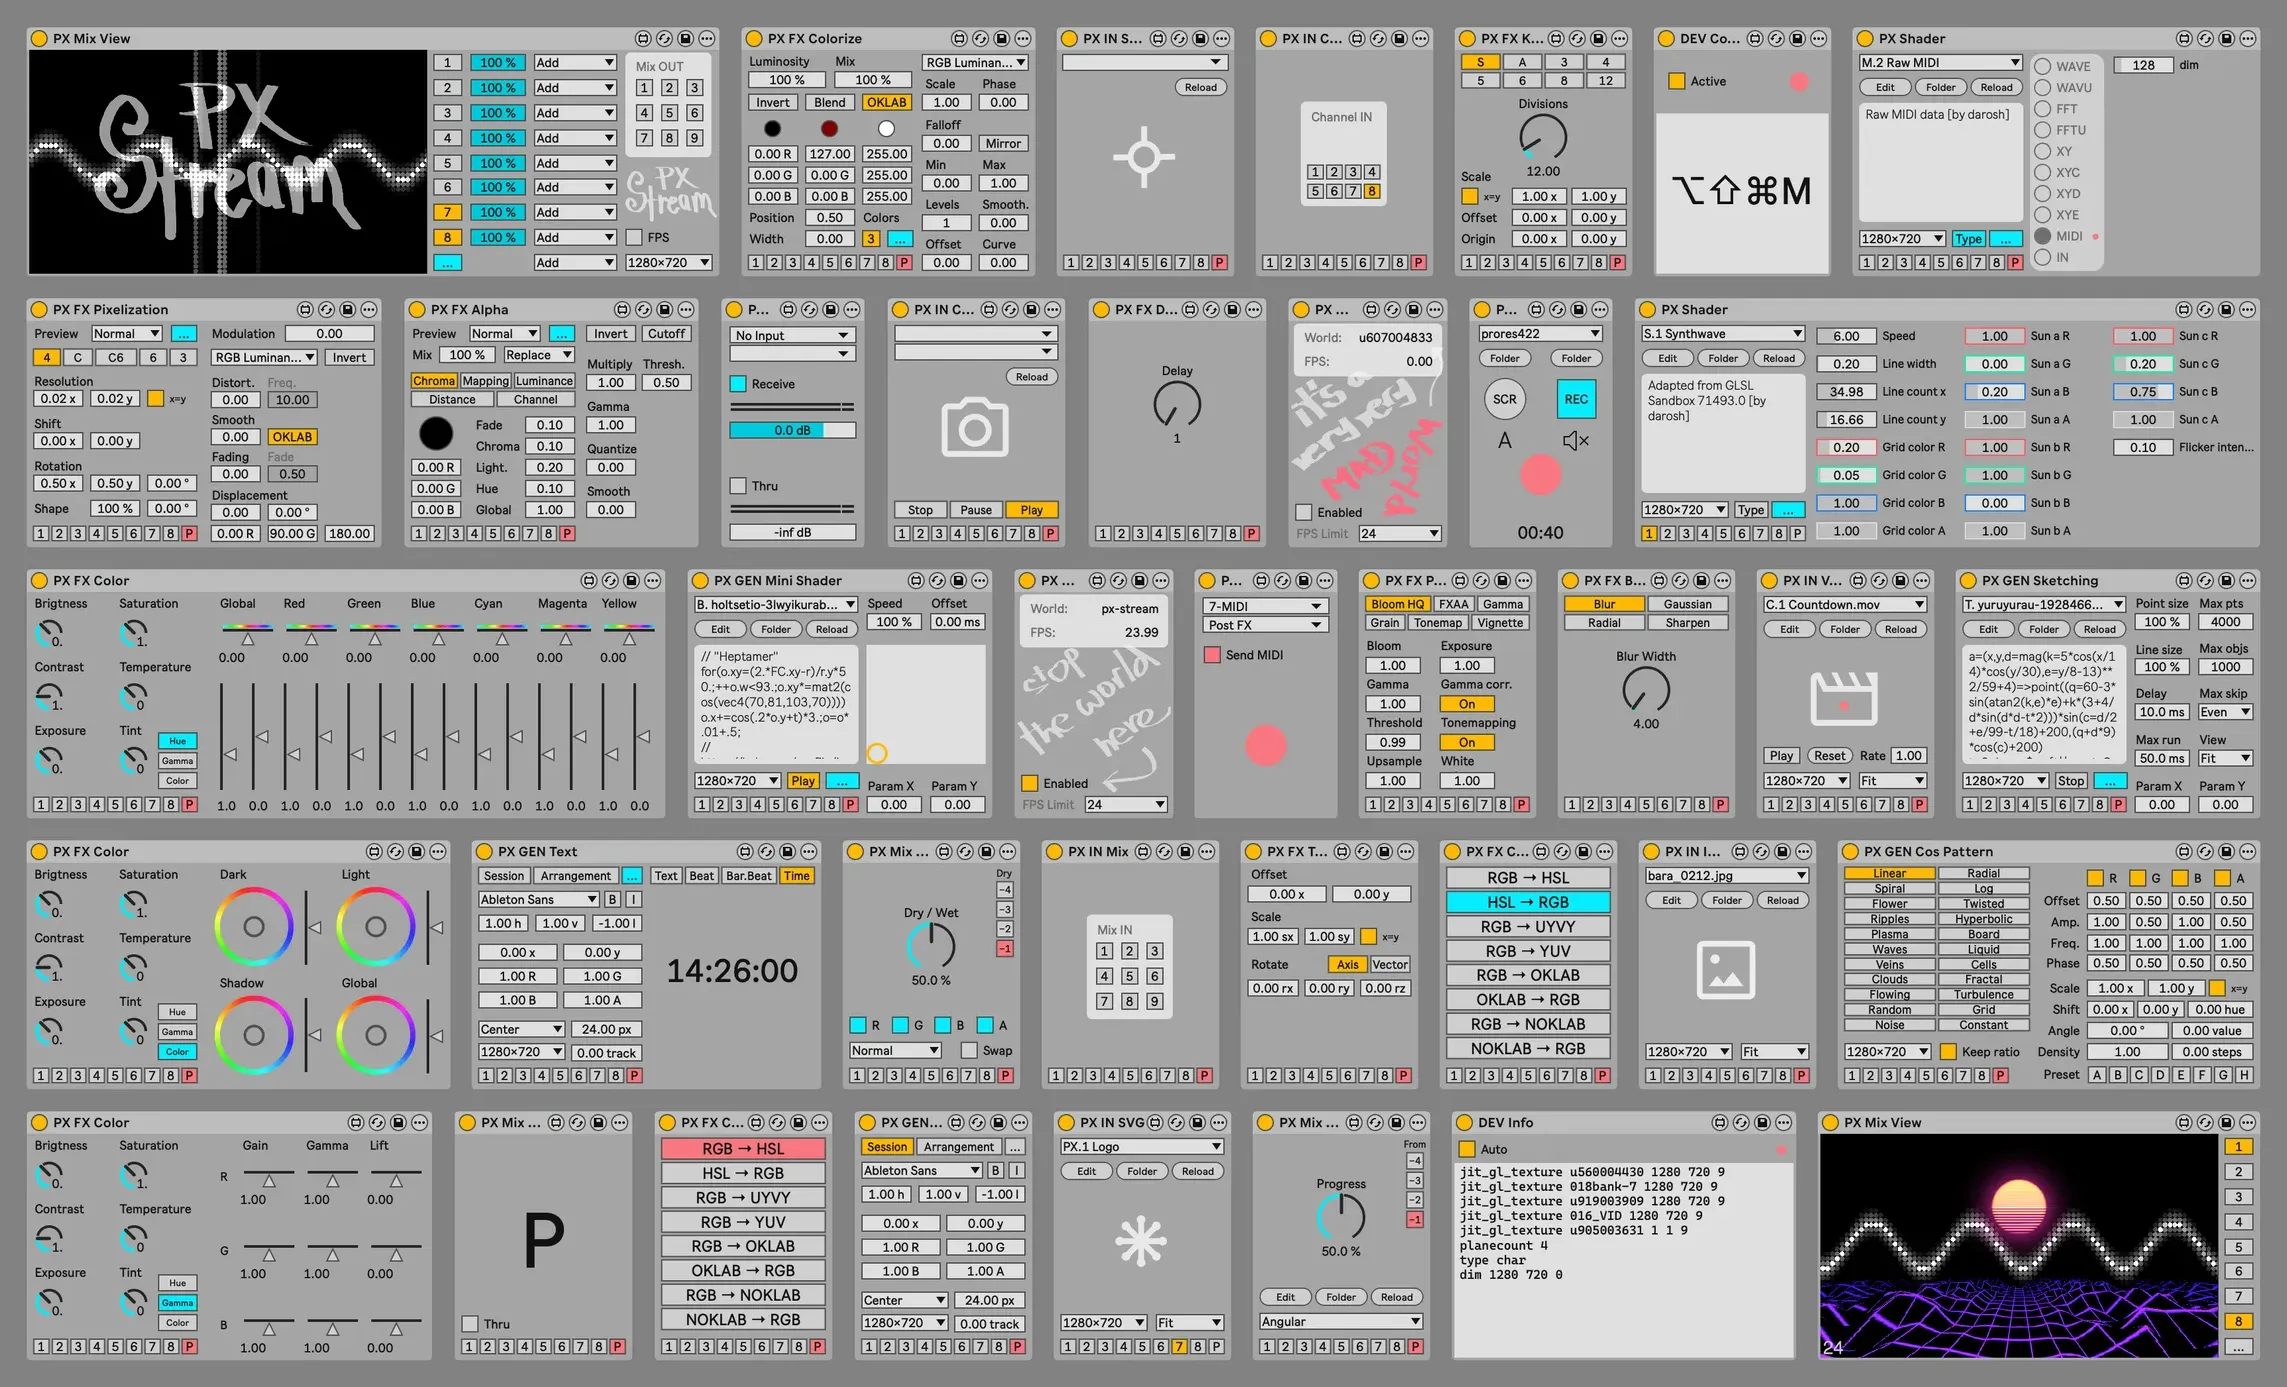 PX Mix View
PX Stream
1 100 % Add
2 100 % Add
3 100 % Add
4 100 % Add
5 100 % Add
6 100 % Add
7 100 % Add
8 100 % Add
... Add
Mix OUT
1 2 3
4 5 6
7 8 9
PX Stream
FPS
1280×720
PX FX Colorize
Luminosity Mix RGB Luminan...
100 % 100 % Scale Phase
Invert Blend OKLAB 1.00 0.00
Falloff
0.00 Mirror
0.00 R 127.00 255.00
Min Max
0.00 G 0.00 G 255.00
0.00 1.00
0.00 B 0.00 B 255.00
Levels Smooth.
Position 0.50 Colors
1 0.00
Width 0.00 3 ...
Offset Curve
1 2 3 4 5 6 7 8 P 0.00 0.00
PX IN S...
Reload
1 2 3 4 5 6 7 8 P
PX IN C...
Channel IN
1 2 3 4
5 6 7 8
1 2 3 4 5 6 7 8 P
PX FX K...
S A 3 4
5 6 8 12
Divisions
12.00
Scale
x=y 1.00 x 1.00 y
Offset 0.00 x 0.00 y
Origin 0.00 x 0.00 y
1 2 3 4 5 6 7 8 P
DEV Co...
Active
⌥⇧⌘M
PX Shader
M.2 Raw MIDI
Edit Folder Reload
Raw MIDI data [by darosh]
1280×720 Type ...
1 2 3 4 5 6 7 8 P
WAVE
WAVU
FFT
FFTU
XY
XYC
XYD
XYE
MIDI
IN
128 dim
PX FX Pixelization
Preview Normal ... Modulation 0.00
4 C C6 6 3 RGB Luminan... Invert
Resolution Distort. Freq.
0.02 x 0.02 y x=y 0.00 10.00
Shift Smooth
0.00 x 0.00 y 0.00 OKLAB
Rotation Fading Fade
0.50 x 0.50 y 0.00 ° 0.00 0.50
Displacement
Shape 100 % 0.00 ° 0.00 0.00 °
1 2 3 4 5 6 7 8 P 0.00 R 90.00 G 180.00
PX FX Alpha
Preview Normal ... Invert Cutoff
Mix 100 % Replace Multiply Thresh.
Chroma Mapping Luminance 1.00 0.50
Distance Channel Gamma
Fade 0.10 1.00
Chroma 0.10 Quantize
0.00 R Light. 0.20 0.00
0.00 G Hue 0.10 Smooth
0.00 B Global 1.00 0.00
1 2 3 4 5 6 7 8 P
P...
No Input
Receive
0.0 dB
Thru
-inf dB
PX IN C...
Reload
Stop Pause Play
1 2 3 4 5 6 7 8 P
PX FX D...
Delay
1
1 2 3 4 5 6 7 8 P
PX ...
World: u607004833
FPS: 0.00
it's a very very MAD World
Enabled
FPS Limit 24
P...
prores422
Folder Folder
SCR REC
A
00:40
PX Shader
S.1 Synthwave
Edit Folder Reload
Adapted from GLSL
Sandbox 71493.0 [by
darosh]
1280×720 Type ...
1 2 3 4 5 6 7 8 P
6.00 Speed 1.00 Sun a R 1.00 Sun c R
0.20 Line width 0.00 Sun a G 0.20 Sun c G
34.98 Line count x 0.20 Sun a B 0.75 Sun c B
16.66 Line count y 1.00 Sun a A 1.00 Sun c A
0.20 Grid color R 1.00 Sun b R 0.10 Flicker inten...
0.05 Grid color G 1.00 Sun b G
1.00 Grid color B 0.00 Sun b B
1.00 Grid color A 1.00 Sun b A
PX FX Color
Brigtness Saturation Global Red Green Blue Cyan Magenta Yellow
0. 1. 0.00 0.00 0.00 0.00 0.00 0.00 0.00
Contrast Temperature
1. 0
Exposure Tint Hue
Gamma
0. 0 Color
1 2 3 4 5 6 7 8 P 1.0 0.0 1.0 0.0 1.0 0.0 1.0 0.0 1.0 0.0 1.0 0.0 1.0 0.0
PX GEN Mini Shader
B. holtsetio-3lwyikurab... Speed Offset
Edit Folder Reload 100 % 0.00 ms
// "Heptamer"
for(o.xy=(2.*FC.xy-r)/r.y*5
0.;++o.w<93.;o.xy*=mat2(c
os(vec4(70,81,103,70))))
o.x+=cos(.2*o.y+t)*3.;o=o*
.01+.5;
//
1280×720 Play ... Param X Param Y
1 2 3 4 5 6 7 8 P 0.00 0.00
PX ...
World: px-stream
FPS: 23.99
stop the world here
Enabled
FPS Limit 24
P...
7-MIDI
Post FX
Send MIDI
PX FX P...
Bloom HQ FXAA Gamma
Grain Tonemap Vignette
Bloom Exposure
1.00 1.00
Gamma Gamma corr.
1.00 On
Threshold Tonemapping
0.99 On
Upsample White
1.00 1.00
1 2 3 4 5 6 7 8 P
PX FX B...
Blur Gaussian
Radial Sharpen
Blur Width
4.00
1 2 3 4 5 6 7 8 P
PX IN V...
C.1 Countdown.mov
Edit Folder Reload
Play Reset Rate 1.00
1280×720 Fit
1 2 3 4 5 6 7 8 P
PX GEN Sketching
T. yuruyurau-1928466... Point size Max pts
Edit Folder Reload 100 % 4000
a=(x,y,d=mag(k=5*cos(x/1
4)*cos(y/30),e=y/8-13)**
2/59+4)=>point((q=60-3*
sin(atan2(k,e)*e)+k*(3+4/
d*sin(d*d-t*2)))*sin(c=d/2
+e/99-t/18)+200,(q+d*9)
*cos(c)+200)
Line size Max objs
100 % 1000
Delay Max skip
10.0 ms Even
Max run View
50.0 ms Fit
1280×720 Stop ... Param X Param Y
1 2 3 4 5 6 7 8 P 0.00 0.00
PX FX Color
Brigtness Saturation Dark Light
0. 1.
Contrast Temperature
1. 0
Shadow Global
Exposure Tint Hue
Gamma
0. 0 Color
1 2 3 4 5 6 7 8 P
PX GEN Text
Session Arrangement ... Text Beat Bar.Beat Time
Ableton Sans B I
1.00 h 1.00 v -1.00 l
0.00 x 0.00 y
14:26:00
1.00 R 1.00 G
1.00 B 1.00 A
Center 24.00 px
1280×720 0.00 track
1 2 3 4 5 6 7 8 P
PX Mix ...
Dry
-4
-3
-2
-1
Dry / Wet
50.0 %
R G B A
Normal Swap
1 2 3 4 5 6 7 8 P
PX IN Mix
Mix IN
1 2 3
4 5 6
7 8 9
1 2 3 4 5 6 7 8 P
PX FX T...
Offset
0.00 x 0.00 y
Scale
1.00 sx 1.00 sy x=y
Rotate Axis Vector
0.00 rx 0.00 ry 0.00 rz
1 2 3 4 5 6 7 8 P
PX FX C...
RGB → HSL
HSL → RGB
RGB → UYVY
RGB → YUV
RGB → OKLAB
OKLAB → RGB
RGB → NOKLAB
NOKLAB → RGB
1 2 3 4 5 6 7 8 P
PX IN I...
bara_0212.jpg
Edit Folder Reload
1280×720 Fit
1 2 3 4 5 6 7 8 P
PX GEN Cos Pattern
Linear Radial R G B A
Spiral Log
Flower Twisted Offset 0.50 0.50 0.50 0.50
Ripples Hyperbolic Amp. 1.00 0.50 1.00 0.50
Plasma Board
Waves Liquid Freq. 1.00 1.00 1.00 1.00
Veins Cells Phase 0.50 0.50 0.50 0.50
Clouds Fractal
Flowing Turbulence Scale 1.00 x 1.00 y x=y
Random Grid Shift 0.00 x 0.00 y 0.00 hue
Noise Constant Angle 0.00 ° 0.00 value
1280×720 Keep ratio Density 1.00 0.00 steps
1 2 3 4 5 6 7 8 P Preset A B C D E F G H
PX FX Color
Brigtness Saturation Gain Gamma Lift
0. 1. R 1.00 1.00 0.00
Contrast Temperature
1. 0 G 1.00 1.00 0.00
Exposure Tint Hue
Gamma
0. 0 Color B
1 2 3 4 5 6 7 8 P 1.00 1.00 0.00
PX Mix ...
P
Thru
1 2 3 4 5 6 7 8 P
PX FX C...
RGB → HSL
HSL → RGB
RGB → UYVY
RGB → YUV
RGB → OKLAB
OKLAB → RGB
RGB → NOKLAB
NOKLAB → RGB
1 2 3 4 5 6 7 8 P
PX GEN...
Session Arrangement ...
Ableton Sans B I
1.00 h 1.00 v -1.00 l
0.00 x 0.00 y
1.00 R 1.00 G
1.00 B 1.00 A
Center 24.00 px
1280×720 0.00 track
1 2 3 4 5 6 7 8 P
PX IN SVG
PX.1 Logo
Edit Folder Reload
1280×720 Fit
1 2 3 4 5 6 7 8 P
PX Mix ...
From
-4
-3
-2
-1
Progress
50.0 %
Edit Folder Reload
Angular
1 2 3 4 5 6 7 8 P
DEV Info
Auto
jit_gl_texture u560004430 1280 720 9
jit_gl_texture 018bank-7 1280 720 9
jit_gl_texture u919003909 1280 720 9
jit_gl_texture 016_VID 1280 720 9
jit_gl_texture u905003631 1 1 9
planecount 4
type char
dim 1280 720 0
PX Mix View
24
1
2
3
4
5
6
7
8
...